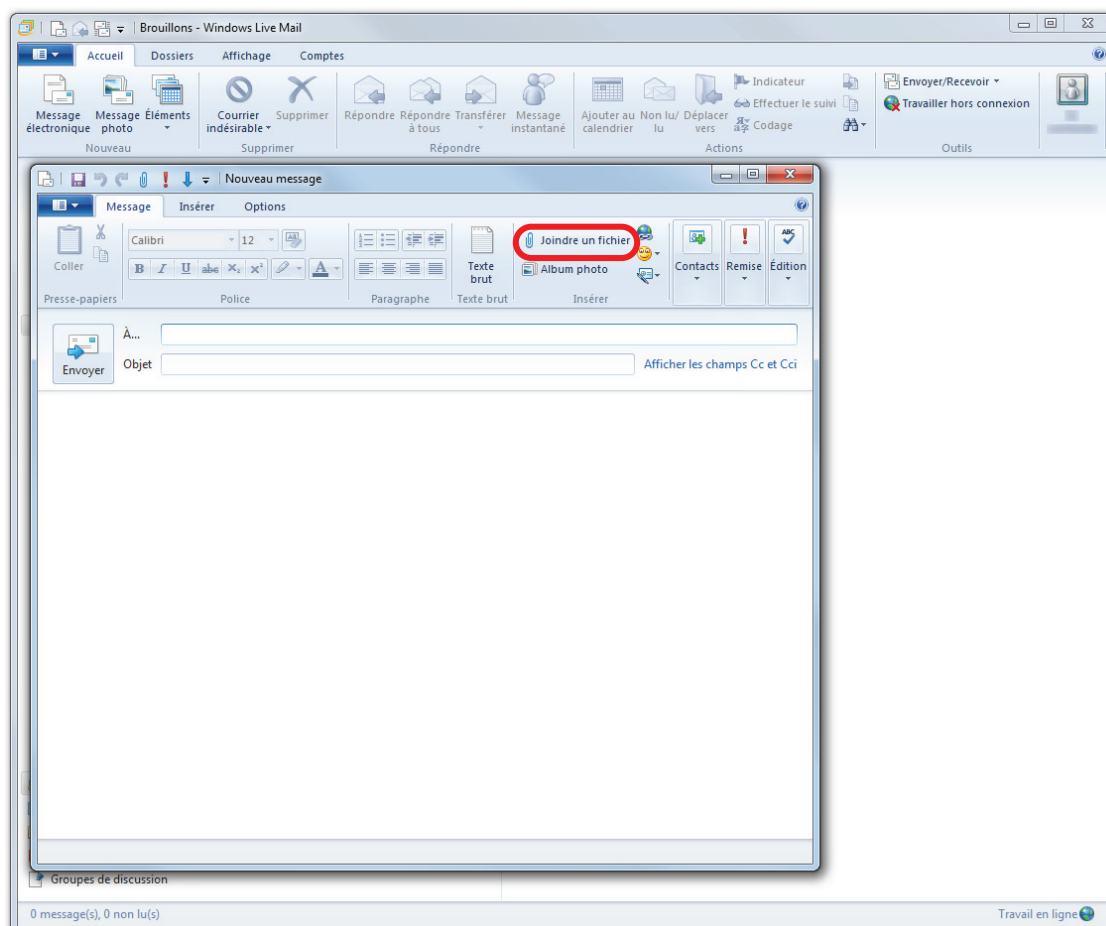 Brouillons - Windows Live Mail
Accueil Dossiers Affichage Comptes
Message électronique
Message photo
Éléments
Nouveau
Courrier indésirable
Supprimer
Supprimer
Répondre
Répondre à tous
Transférer
Message instantané
Répondre
Ajouter au calendrier
Non lu/ lu
Déplacer vers
Indicateur
Effectuer le suivi
Codage
Actions
Envoyer/Recevoir
Travailler hors connexion
Outils
Nouveau message
Message Insérer Options
Coller
Presse-papiers
Calibri 12
B I U abc X₂ X² A
Police
Paragraphe
Texte brut
Texte brut
Joindre un fichier
Album photo
Insérer
Contacts
Remise
ABC
Édition
Envoyer
À...
Objet
Afficher les champs Cc et Cci
Groupes de discussion
0 message(s), 0 non lu(s)
Travail en ligne